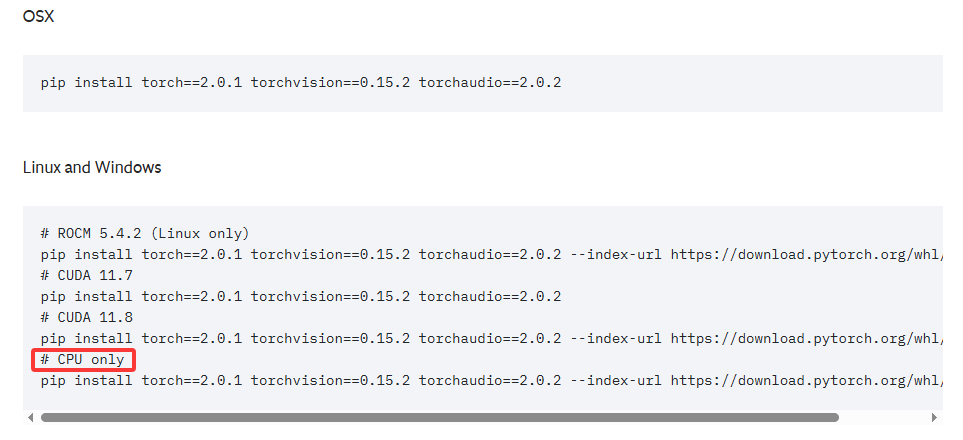 OSX
pip install torch==2.0.1 torchvision==0.15.2 torchaudio==2.0.2
Linux and Windows
# ROCM 5.4.2 (Linux only)
pip install torch==2.0.1 torchvision==0.15.2 torchaudio==2.0.2 --index-url https://download.pytorch.org/whl/
# CUDA 11.7
pip install torch==2.0.1 torchvision==0.15.2 torchaudio==2.0.2
# CUDA 11.8
pip install torch==2.0.1 torchvision==0.15.2 torchaudio==2.0.2 --index-url https://download.pytorch.org/whl/
# CPU only
pip install torch==2.0.1 torchvision==0.15.2 torchaudio==2.0.2 --index-url https://download.pytorch.org/whl/